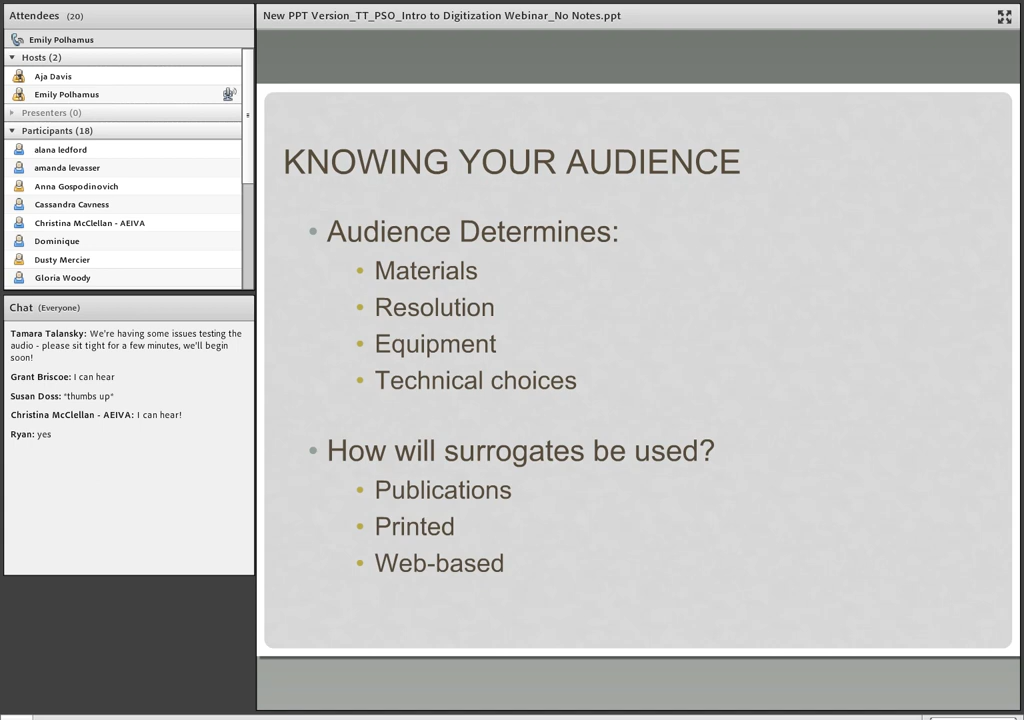 Attendees (20)
Emily Polhamus
Hosts (2)
Aja Davis
Emily Polhamus
Presenters (0)
Participants (18)
alana ledford
amanda levasser
Anna Gospodinovich
Cassandra Cavness
Christina McClellan - AEIVA
Dominique
Dusty Mercier
Gloria Woody
Chat (Everyone)
Tamara Talansky: We're having some issues testing the
audio - please sit tight for a few minutes, we'll begin
soon!
Grant Briscoe: I can hear
Susan Doss: *thumbs up*
Christina McClellan - AEIVA: I can hear!
Ryan: yes
New PPT Version_TT_PSO_Intro to Digitization Webinar_No Notes.ppt
KNOWING YOUR AUDIENCE
• Audience Determines:
• Materials
• Resolution
• Equipment
• Technical choices
• How will surrogates be used?
• Publications
• Printed
• Web-based